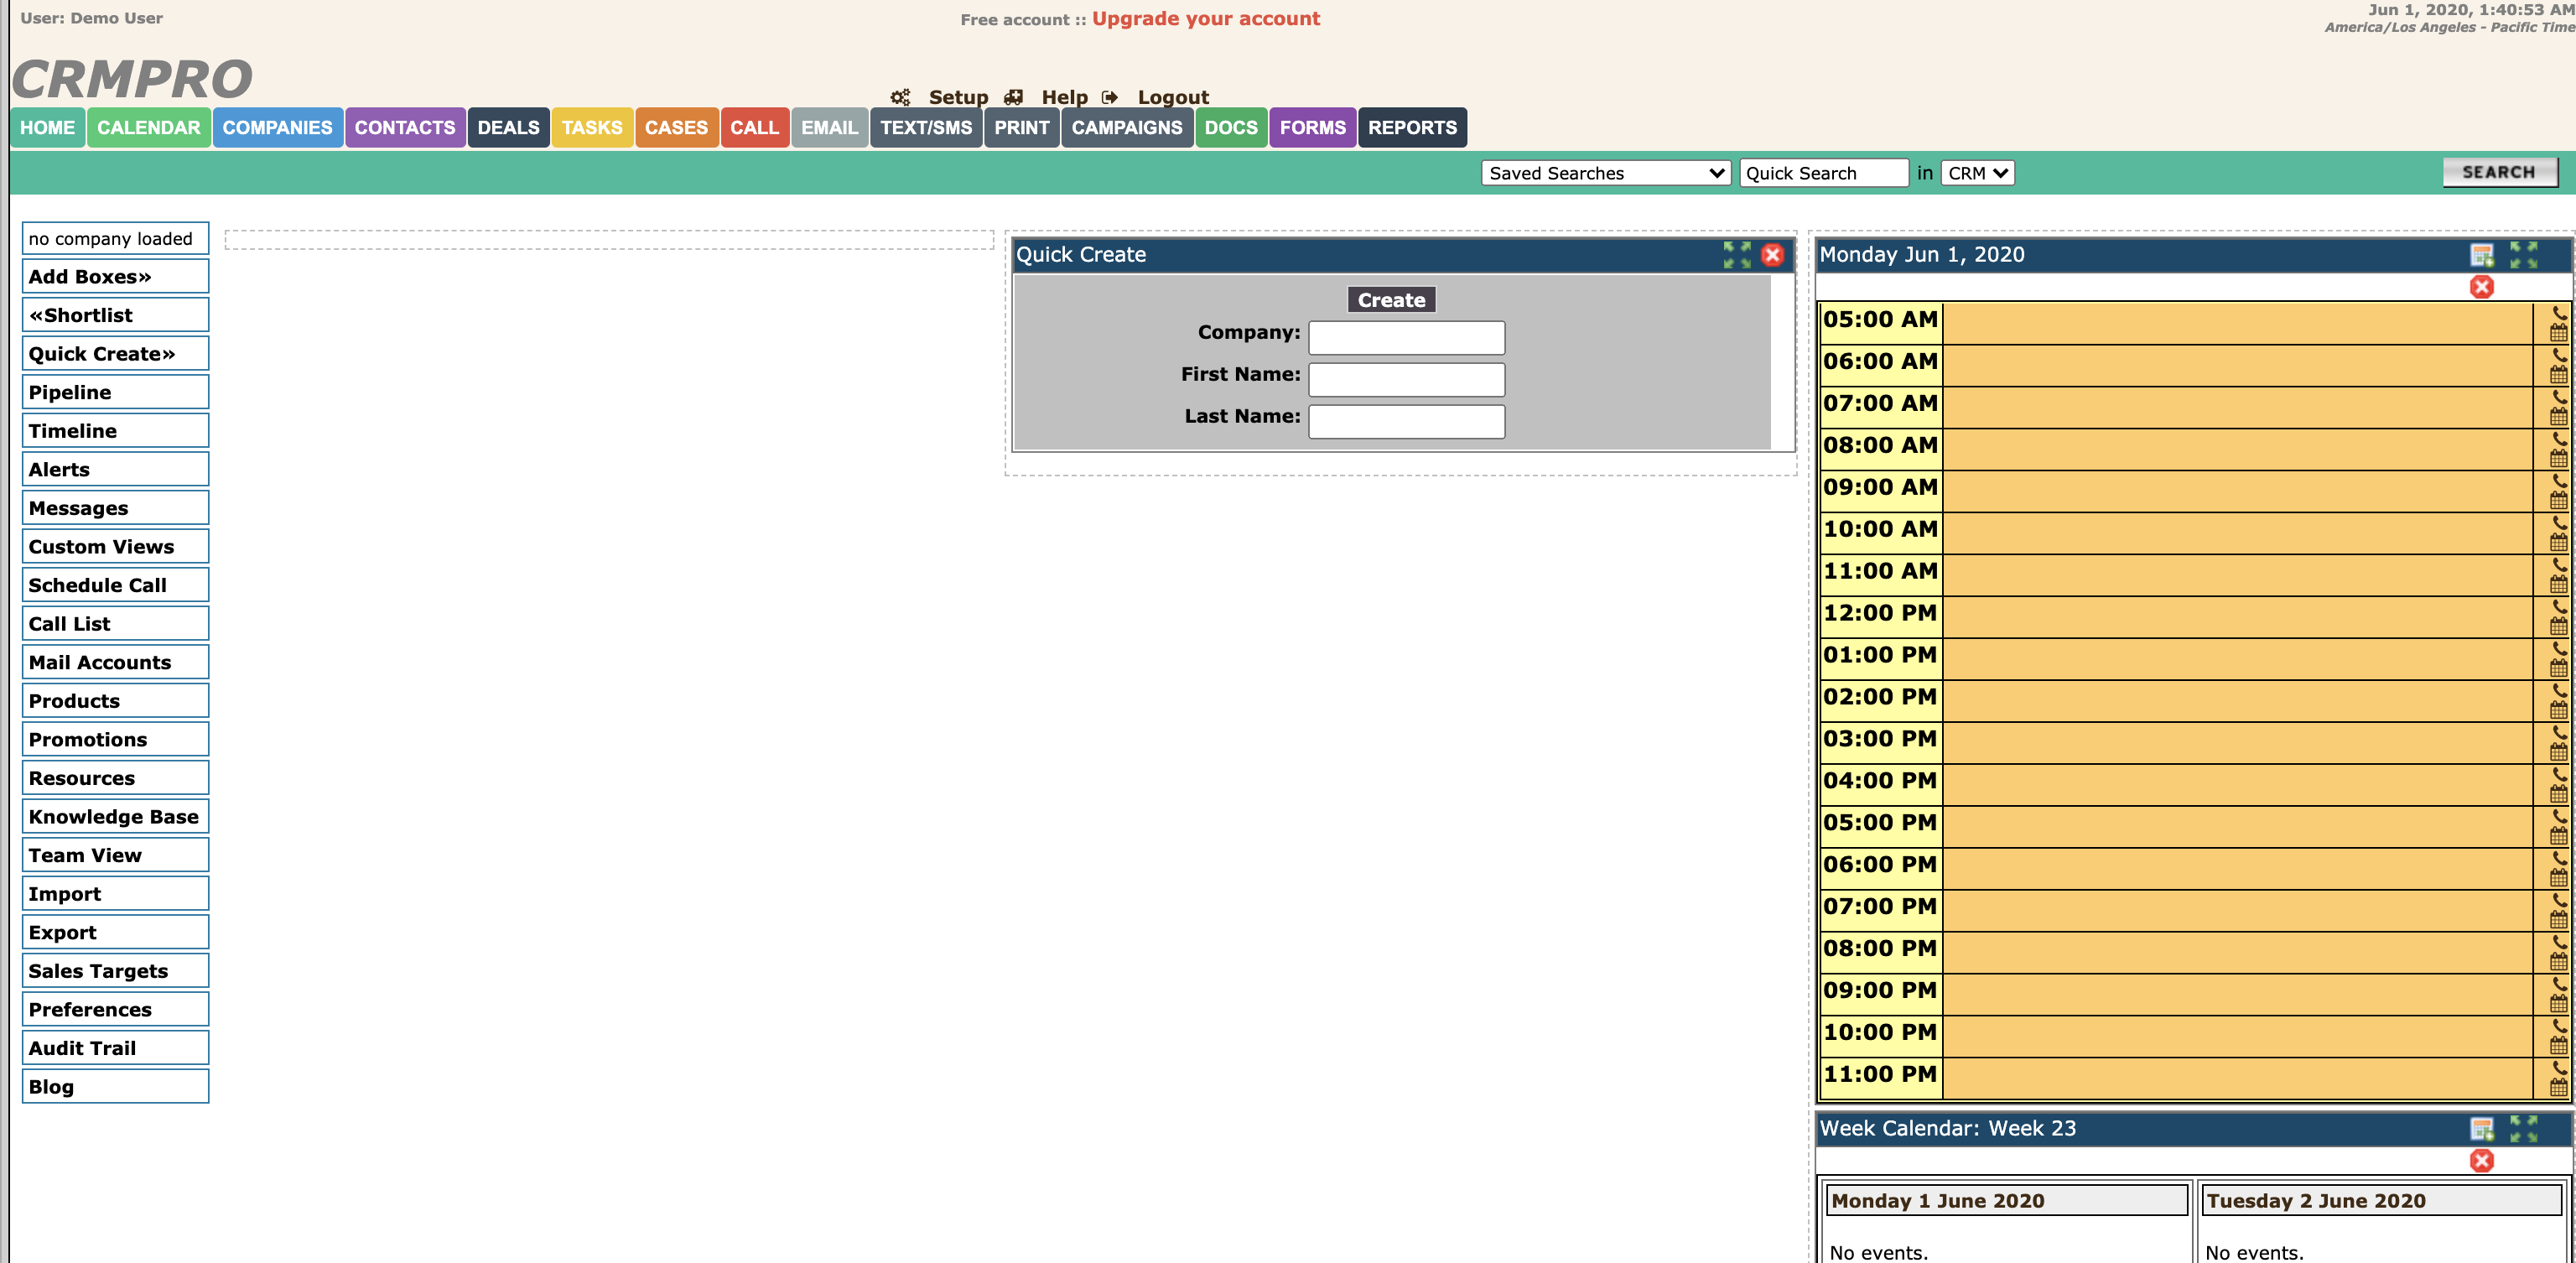 User: Demo User
Free account :: Upgrade your account
Jun 1, 2020, 1:40:53 AM
America/Los Angeles - Pacific Time
CRMPRO
Setup Help Logout
HOME CALENDAR COMPANIES CONTACTS DEALS TASKS CASES CALL EMAIL TEXT/SMS PRINT CAMPAIGNS DOCS FORMS REPORTS
Saved Searches Quick Search in CRM SEARCH
no company loaded
Add Boxes»
«Shortlist
Quick Create»
Pipeline
Timeline
Alerts
Messages
Custom Views
Schedule Call
Call List
Mail Accounts
Products
Promotions
Resources
Knowledge Base
Team View
Import
Export
Sales Targets
Preferences
Audit Trail
Blog
Quick Create
Create
Company:
First Name:
Last Name:
Monday Jun 1, 2020
05:00 AM
06:00 AM
07:00 AM
08:00 AM
09:00 AM
10:00 AM
11:00 AM
12:00 PM
01:00 PM
02:00 PM
03:00 PM
04:00 PM
05:00 PM
06:00 PM
07:00 PM
08:00 PM
09:00 PM
10:00 PM
11:00 PM
Week Calendar: Week 23
Monday 1 June 2020
No events.
Tuesday 2 June 2020
No events.